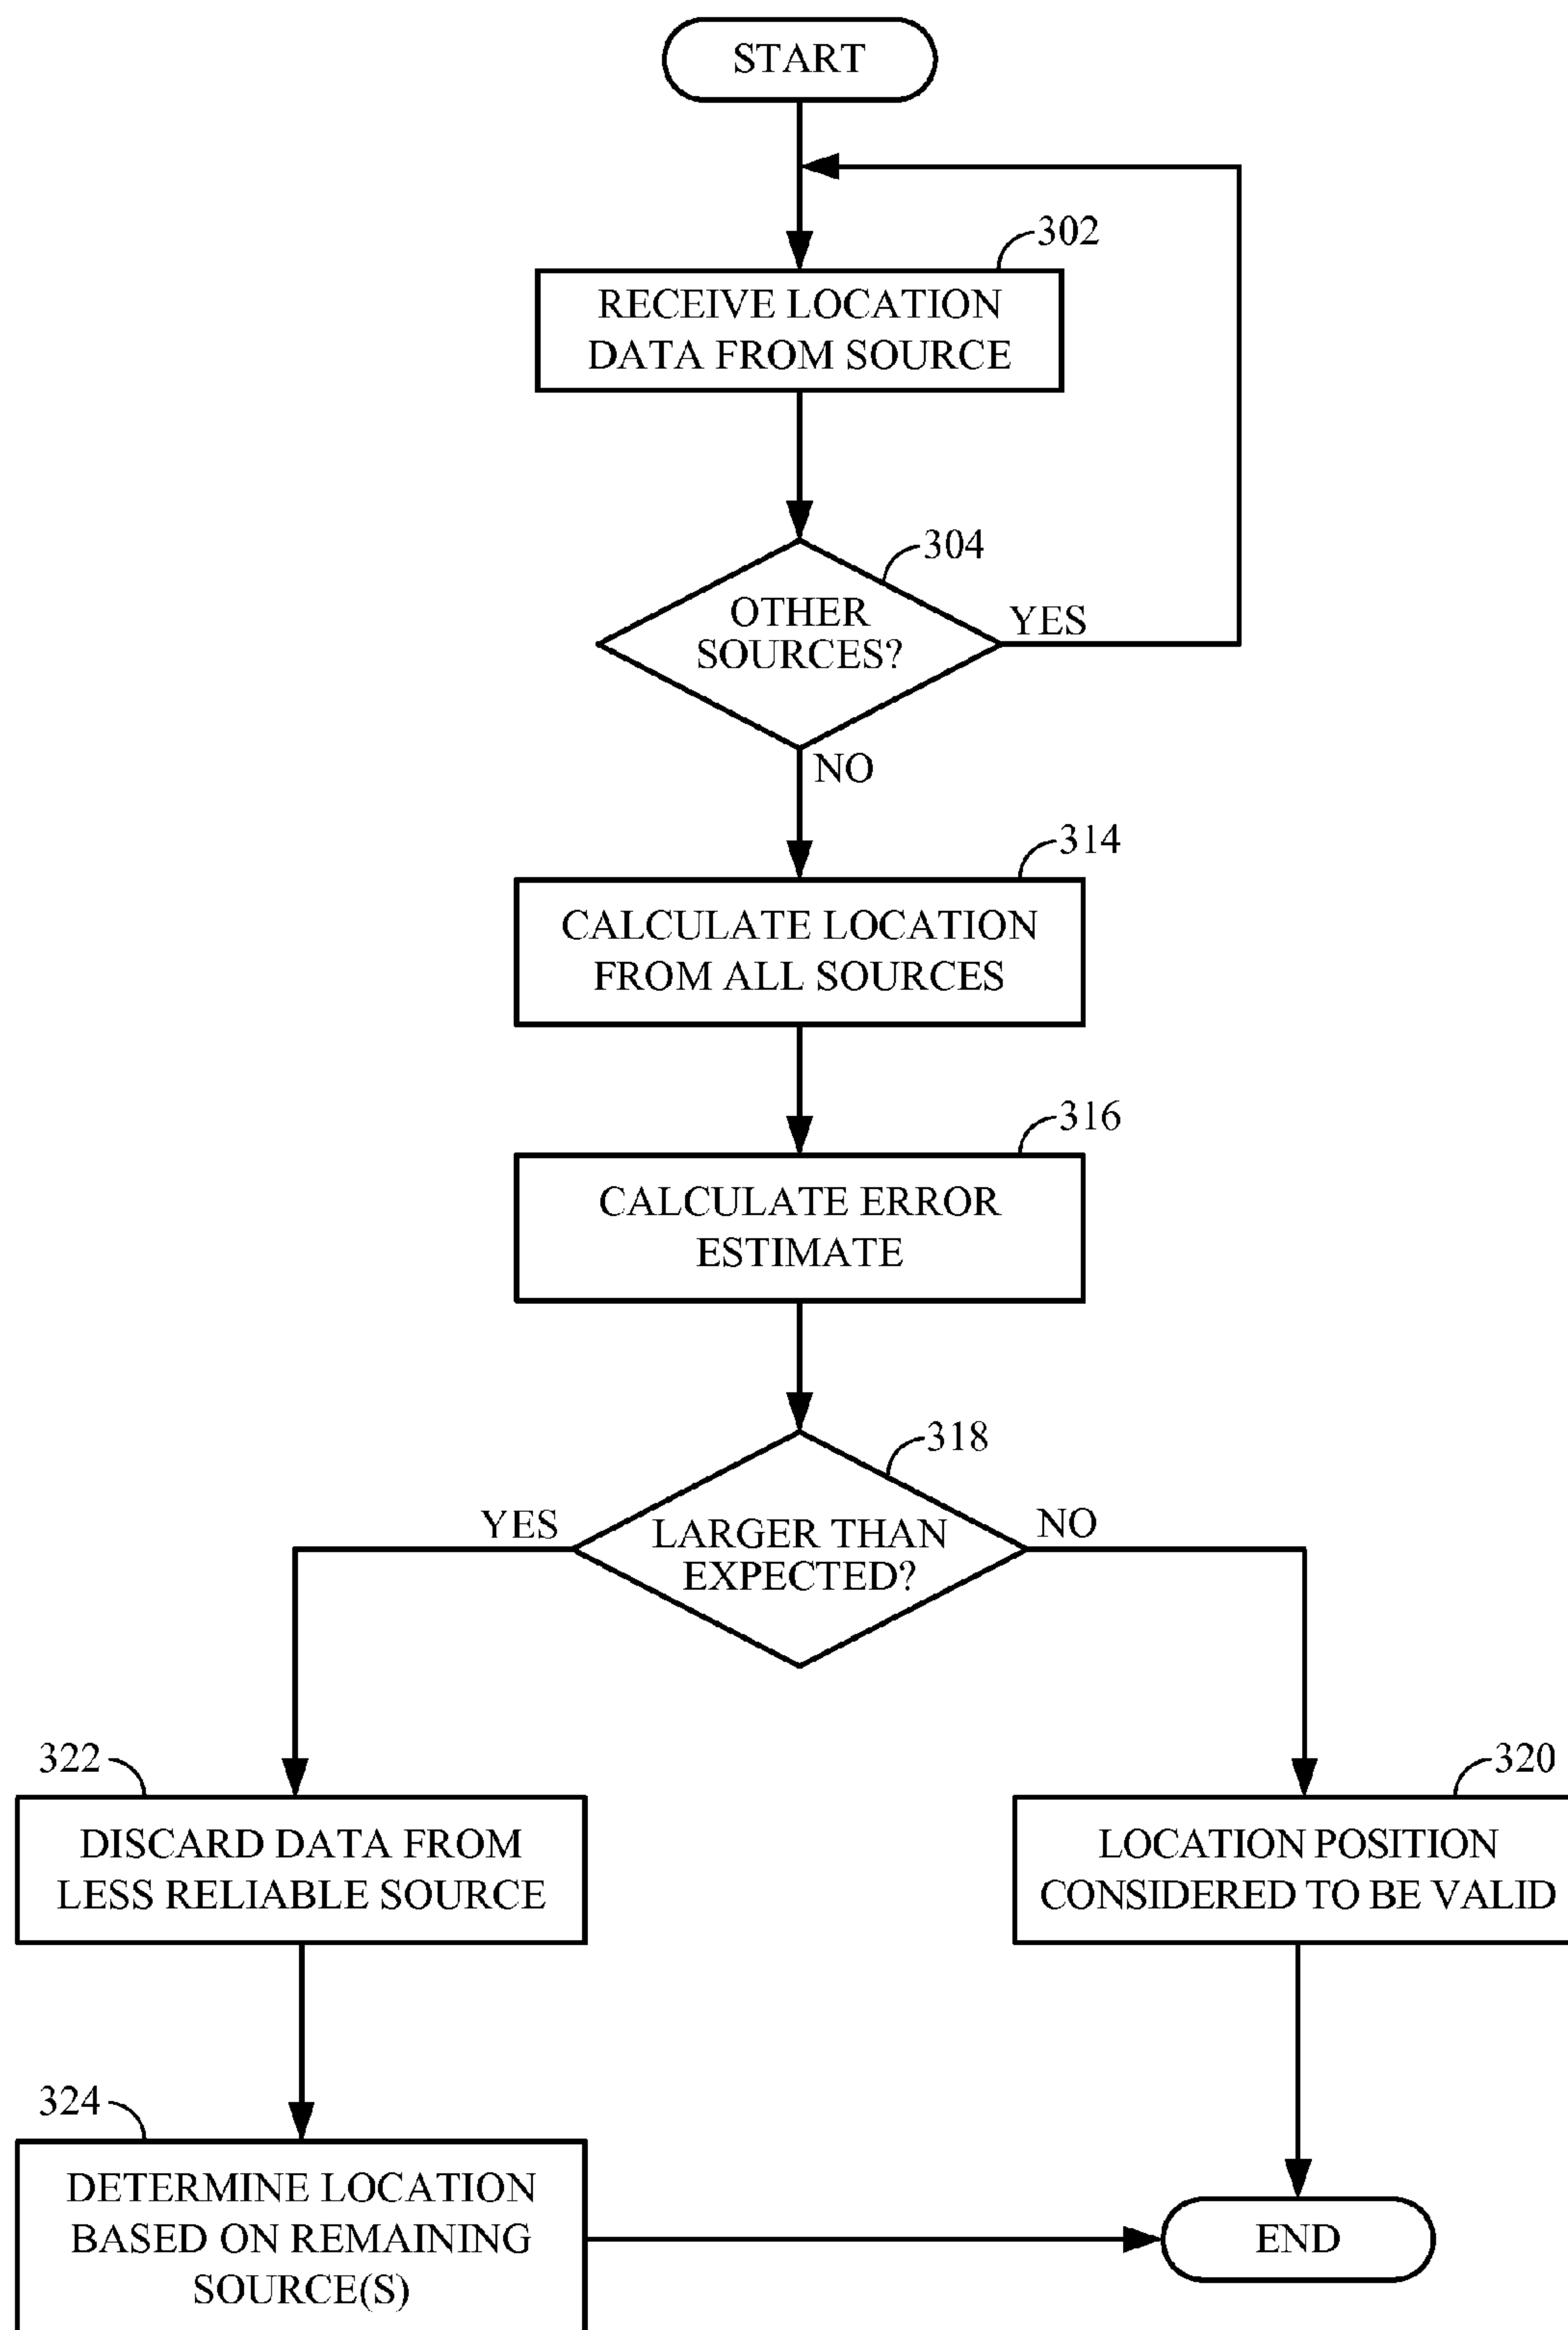 START
302
RECEIVE LOCATION
DATA FROM SOURCE
304
OTHER
SOURCES?
YES
NO
314
CALCULATE LOCATION
FROM ALL SOURCES
316
CALCULATE ERROR
ESTIMATE
318
YES
LARGER THAN
EXPECTED?
NO
322
DISCARD DATA FROM
LESS RELIABLE SOURCE
320
LOCATION POSITION
CONSIDERED TO BE VALID
324
DETERMINE LOCATION
BASED ON REMAINING
SOURCE(S)
END